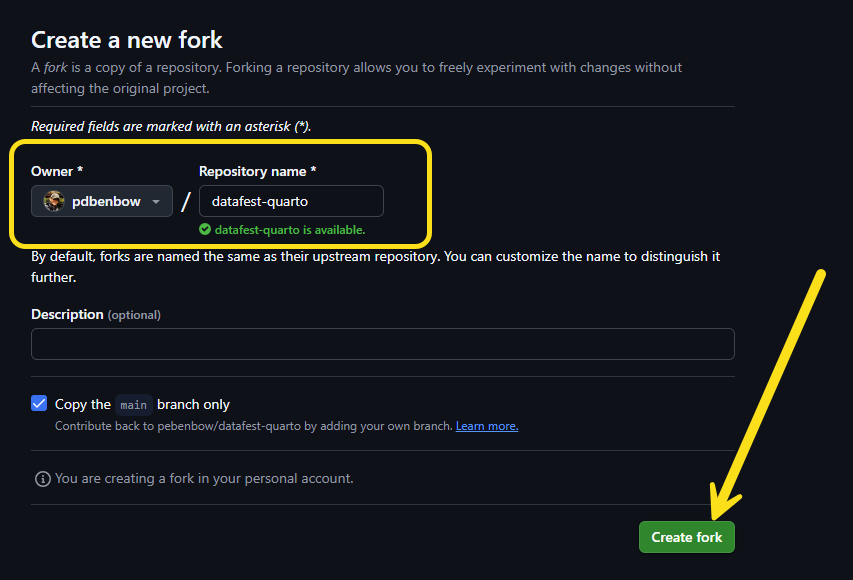 Create a new fork
A fork is a copy of a repository. Forking a repository allows you to freely experiment with changes without
affecting the original project.
Required fields are marked with an asterisk (*).
Owner * Repository name *
pdbenbow / datafest-quarto
datafest-quarto is available.
By default, forks are named the same as their upstream repository. You can customize the name to distinguish it
further.
Description (optional)
Copy the main branch only
Contribute back to pebenbow/datafest-quarto by adding your own branch. Learn more.
You are creating a fork in your personal account.
Create fork